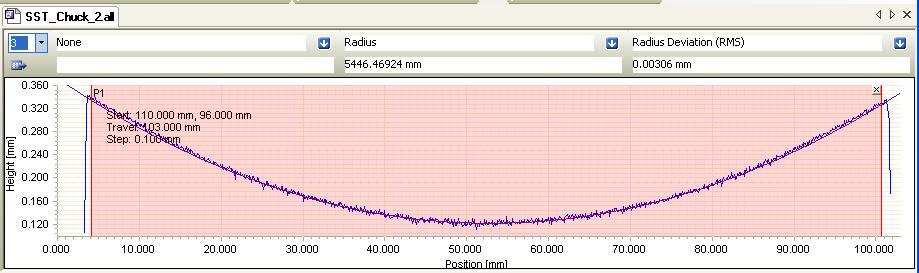 SST_Chuck_2.all
3 None Radius Radius Deviation (RMS)
5446.46924 mm 0.00306 mm
0.360
0.320
0.280
0.240
0.200
0.160
0.120
Height [mm]
P1
Start: 110.000 mm, 96.000 mm
Travel: 103.000 mm
Step: 0.100 mm
0.000 10.000 20.000 30.000 40.000 50.000 60.000 70.000 80.000 90.000 100.000
Position [mm]